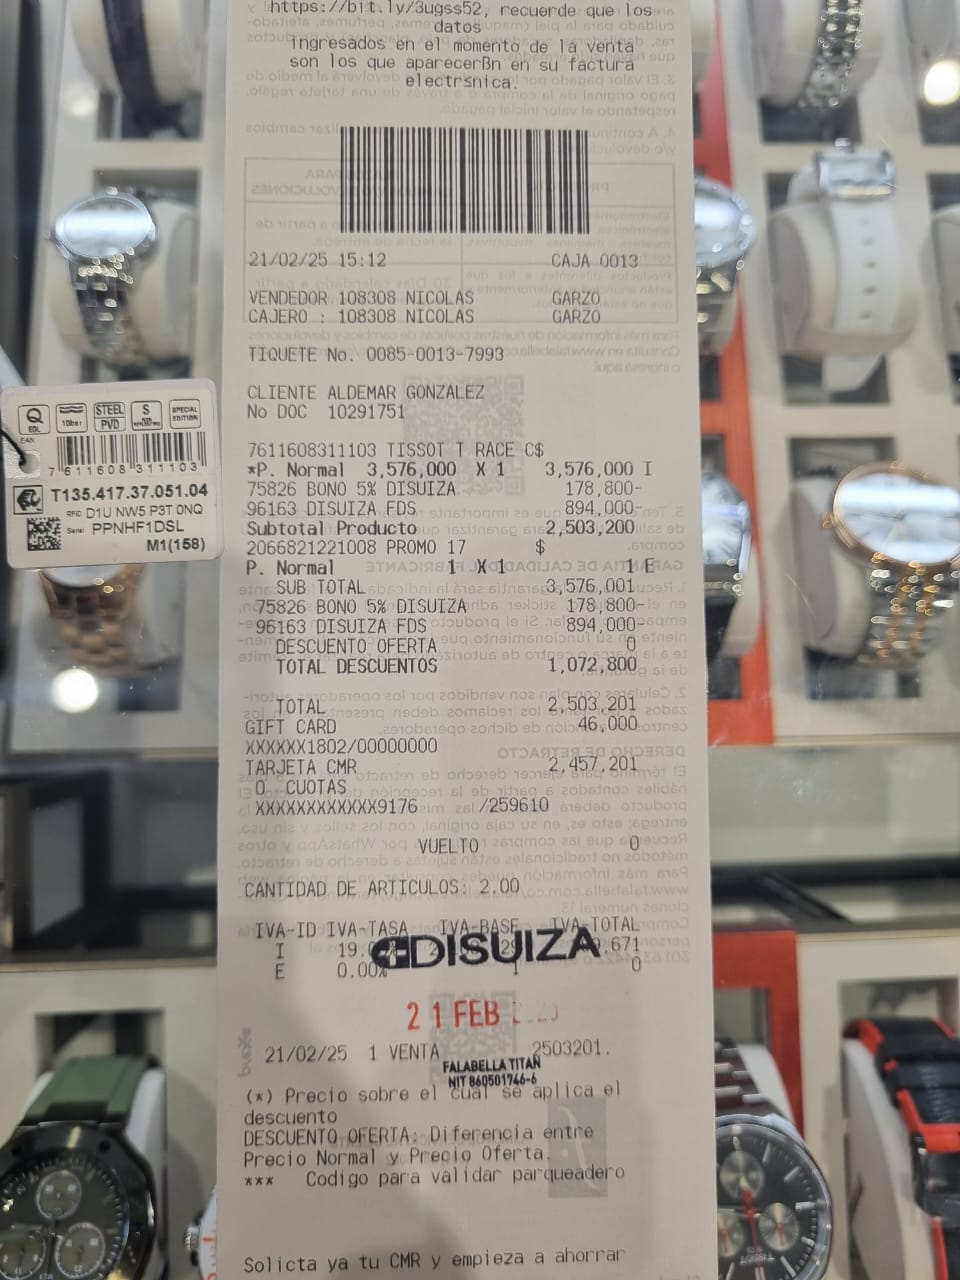 https://bit.ly/3ugss52, recuerde que los
datos
ingresados en el momento de la venta
son los que aparecerBn en su factura
electrsnica.
21/02/25 15:12 CAJA 0013
VENDEDOR 108308 NICOLAS GARZO
CAJERO : 108308 NICOLAS GARZO
TIQUETE No. 0085-0013-7993
CLIENTE ALDEMAR GONZALEZ
No DOC 10291751
7611608311103 TISSOT T RACE C$
*P. Normal 3,576,000 X 1 3,576,000 I
75826 BONO 5% DISUIZA 178,800-
96163 DISUIZA FDS 894,000-
Subtotal Producto 2,503,200
2066821221008 PROMO 17 $
P. Normal 1 X 1 1 E
SUB TOTAL 3,576,001
75826 BONO 5% DISUIZA 178,800-
96163 DISUIZA FDS 894,000-
DESCUENTO OFERTA 0
TOTAL DESCUENTOS 1,072,800
TOTAL 2,503,201
GIFT CARD 46,000
XXXXXX1802/00000000
TARJETA CMR 2,457,201
0 CUOTAS
XXXXXXXXXXXX9176 /259610
VUELTO 0
CANTIDAD DE ARTICULOS: 2.00
IVA-ID IVA-TASA IVA-BASE IVA-TOTAL
I 19. 671
E 0.00% 1 0
DISUIZA
21 FEB
21/02/25 1 VENTA 2503201.
FALABELLA TITAN
NIT 860501746-6
(*) Precio sobre el cual se aplica el
descuento
DESCUENTO OFERTA: Diferencia entre
Precio Normal y Precio Oferta.
*** Codigo para validar parqueadero
Solicta ya tu CMR y empieza a ahorrar
Q
EOL
10bar
STEEL
PVD
S
SPECIAL
EDITION
EAN
7 611608 311103
T135.417.37.051.04
RFID D1U NW5 P3T 0NQ
Serial PPNHF1DSL
M1(158)